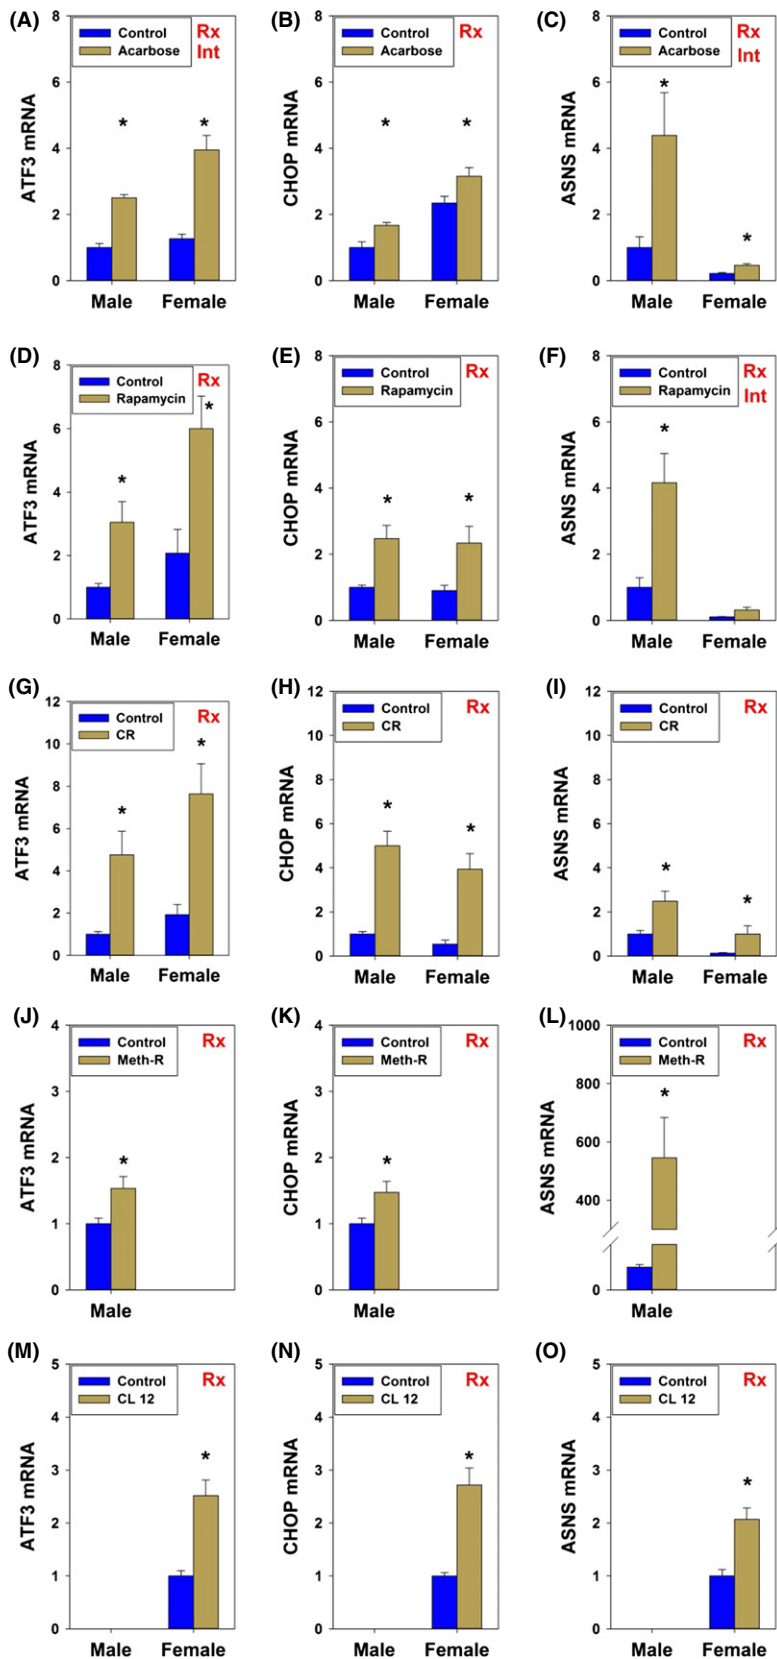 (A)
Control
Acarbose
Rx
Int
ATF3 mRNA
8
6
4
2
0
Male Female
(B)
Control
Acarbose
Rx
CHOP mRNA
8
6
4
2
0
Male Female
(C)
Control
Acarbose
Rx
Int
ASNS mRNA
8
6
4
2
0
Male Female
* * * * * *
(D)
Control
Rapamycin
Rx
ATF3 mRNA
8
6
4
2
0
Male Female
(E)
Control
Rapamycin
Rx
CHOP mRNA
8
6
4
2
0
Male Female
(F)
Control
Rapamycin
Rx
Int
ASNS mRNA
8
6
4
2
0
Male Female
* * * * *
(G)
Control
CR
Rx
ATF3 mRNA
12
10
8
6
4
2
0
Male Female
(H)
Control
CR
Rx
CHOP mRNA
12
10
8
6
4
2
0
Male Female
(I)
Control
CR
Rx
ASNS mRNA
12
10
8
6
4
2
0
Male Female
* * * * * *
(J)
Control
Meth-R
Rx
ATF3 mRNA
4
3
2
1
0
Male
(K)
Control
Meth-R
Rx
CHOP mRNA
4
3
2
1
0
Male
(L)
Control
Meth-R
Rx
ASNS mRNA
1000
800
600
400
0
Male
* * *
(M)
Control
CL 12
Rx
ATF3 mRNA
5
4
3
2
1
0
Male Female
(N)
Control
CL 12
Rx
CHOP mRNA
5
4
3
2
1
0
Male Female
(O)
Control
CL 12
Rx
ASNS mRNA
5
4
3
2
1
0
Male Female
* * *